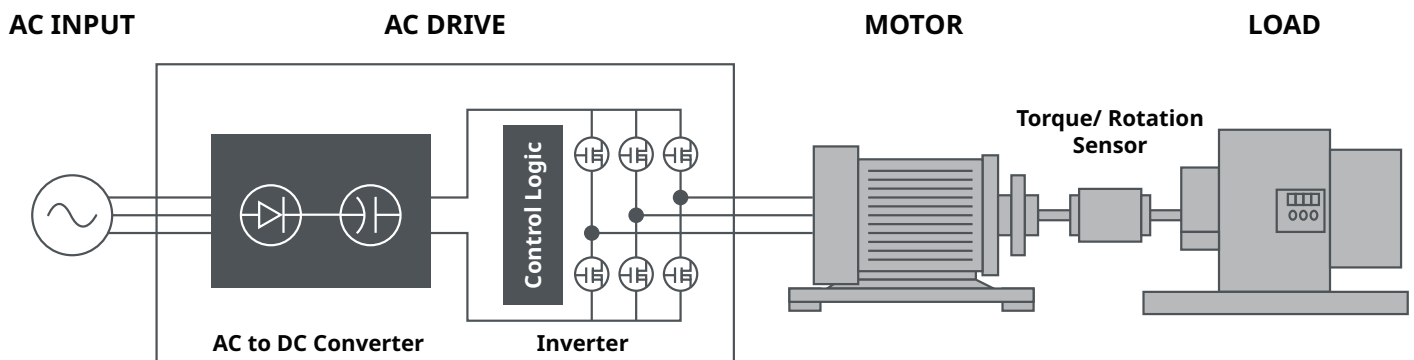 AC INPUT
AC DRIVE
MOTOR
LOAD
Torque/ Rotation
Sensor
Control Logic
AC to DC Converter
Inverter